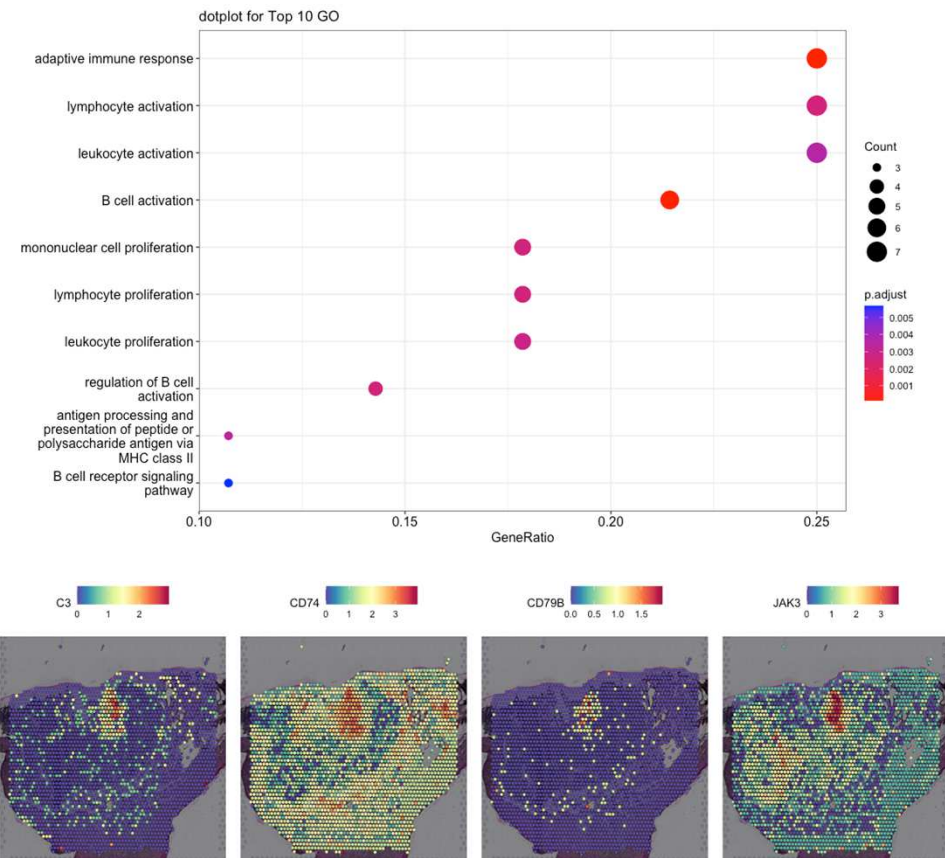 dotplot for Top 10 GO
adaptive immune response
lymphocyte activation
leukocyte activation
B cell activation
mononuclear cell proliferation
lymphocyte proliferation
leukocyte proliferation
regulation of B cell
activation
antigen processing and
presentation of peptide or
polysaccharide antigen via
MHC class II
B cell receptor signaling
pathway
0.10 0.15 0.20 0.25
GeneRatio
Count
3
4
5
6
7
p.adjust
0.005
0.004
0.003
0.002
0.001
C3
0 1 2
CD74
0 1 2 3
CD79B
0.0 0.5 1.0 1.5
JAK3
0 1 2 3